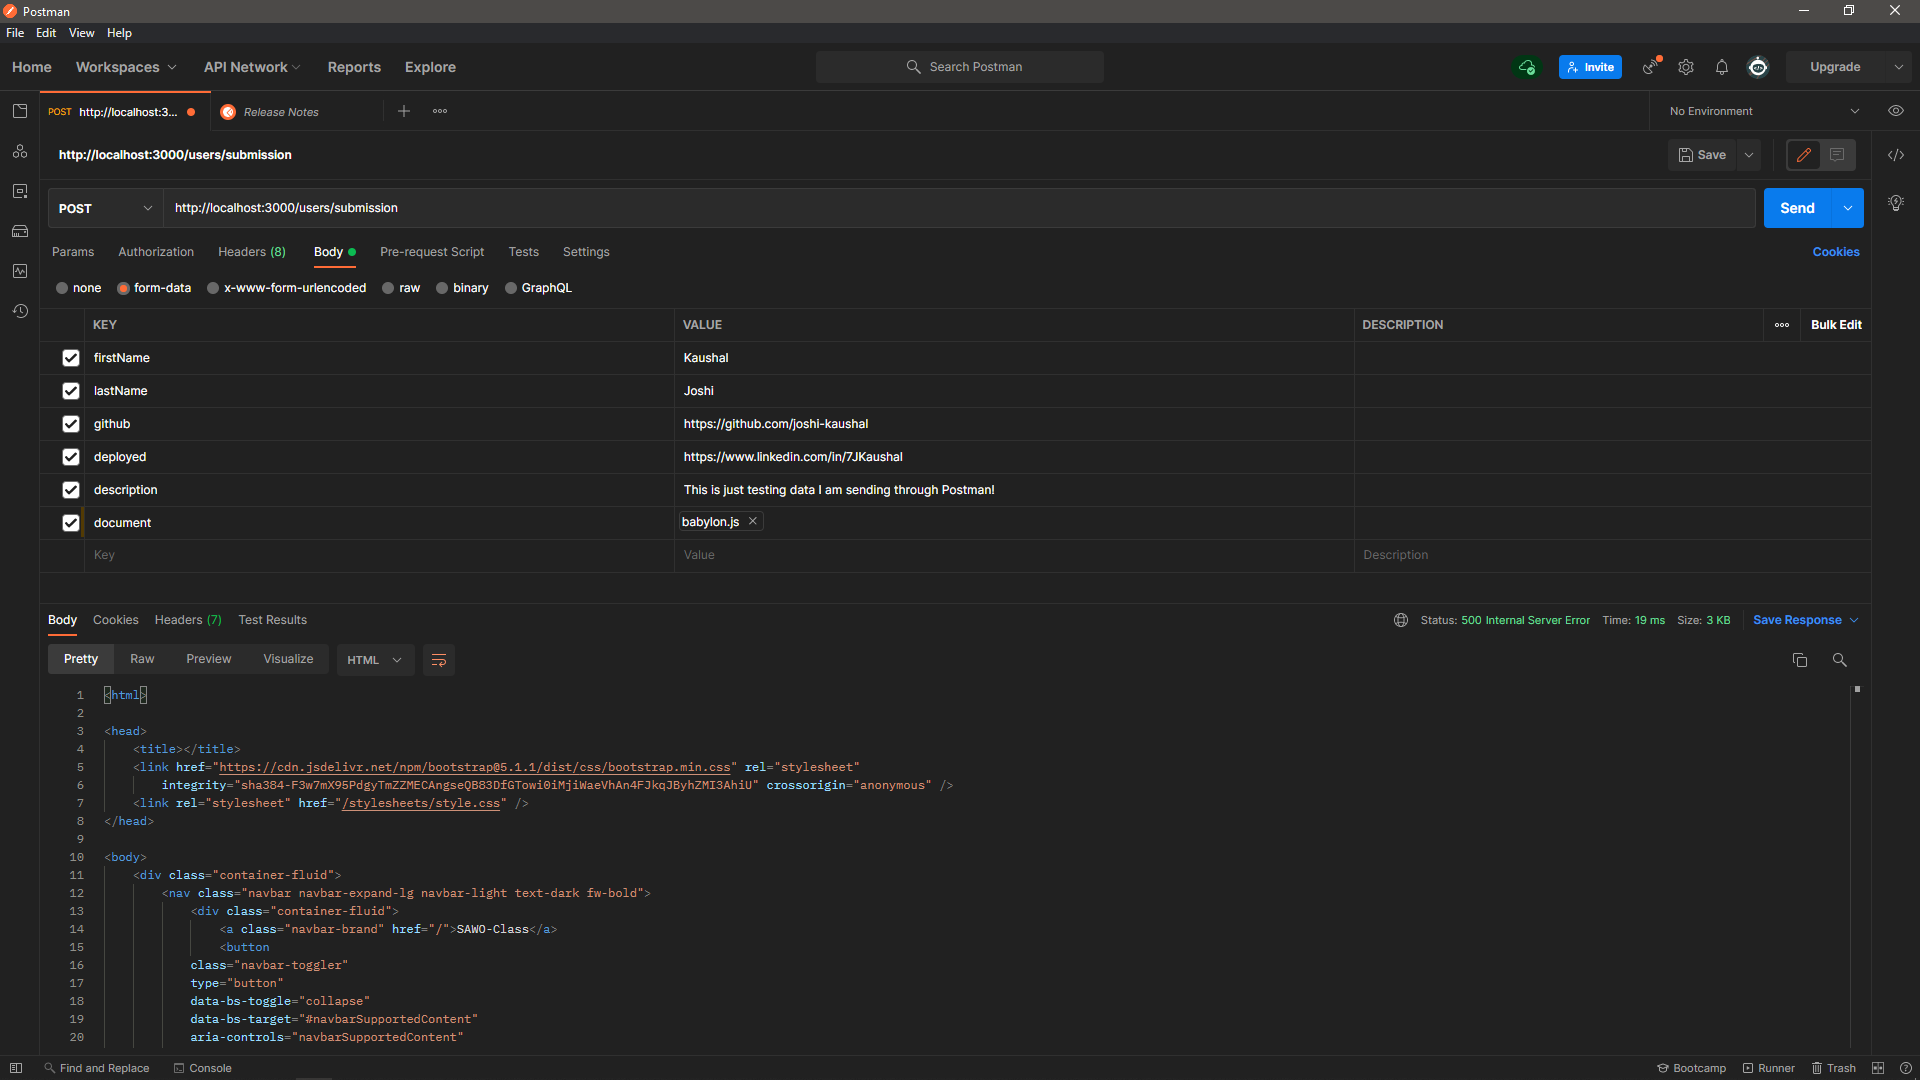 Postman
File Edit View Help
Home Workspaces API Network Reports Explore Search Postman Invite Upgrade
POST http://localhost:3... Release Notes No Environment
http://localhost:3000/users/submission Save
POST http://localhost:3000/users/submission Send
Params Authorization Headers (8) Body Pre-request Script Tests Settings Cookies
none form-data x-www-form-urlencoded raw binary GraphQL
KEY VALUE DESCRIPTION Bulk Edit
firstName Kaushal
lastName Joshi
github https://github.com/joshi-kaushal
deployed https://www.linkedin.com/in/7JKaushal
description This is just testing data I am sending through Postman!
document babylon.js
Key Value Description
Body Cookies Headers (7) Test Results Status: 500 Internal Server Error Time: 19 ms Size: 3 KB Save Response
Pretty Raw Preview Visualize HTML
1 <html>
2
3 <head>
4 <title></title>
5 <link href="https://cdn.jsdelivr.net/npm/bootstrap@5.1.1/dist/css/bootstrap.min.css" rel="stylesheet"
6 integrity="sha384-F3w7mX95PdgyTmZZMECAngseQB83DfGTowi0iMjiWaeVhAn4FJkqJByhZMI3AhiU" crossorigin="anonymous" />
7 <link rel="stylesheet" href="/stylesheets/style.css" />
8 </head>
9
10 <body>
11 <div class="container-fluid">
12 <nav class="navbar navbar-expand-lg navbar-light text-dark fw-bold">
13 <div class="container-fluid">
14 <a class="navbar-brand" href="/">SAWO-Class</a>
15 <button
16 class="navbar-toggler"
17 type="button"
18 data-bs-toggle="collapse"
19 data-bs-target="#navbarSupportedContent"
20 aria-controls="navbarSupportedContent"
Find and Replace Console Bootcamp Runner Trash